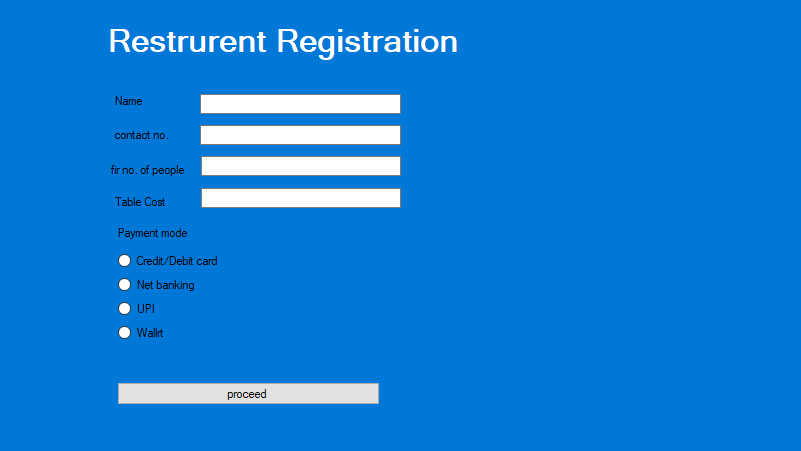 Restrurent Registration
Name
contact no.
fir no. of people
Table Cost
Payment mode
Credit/Debit card
Net banking
UPI
Wallrt
proceed